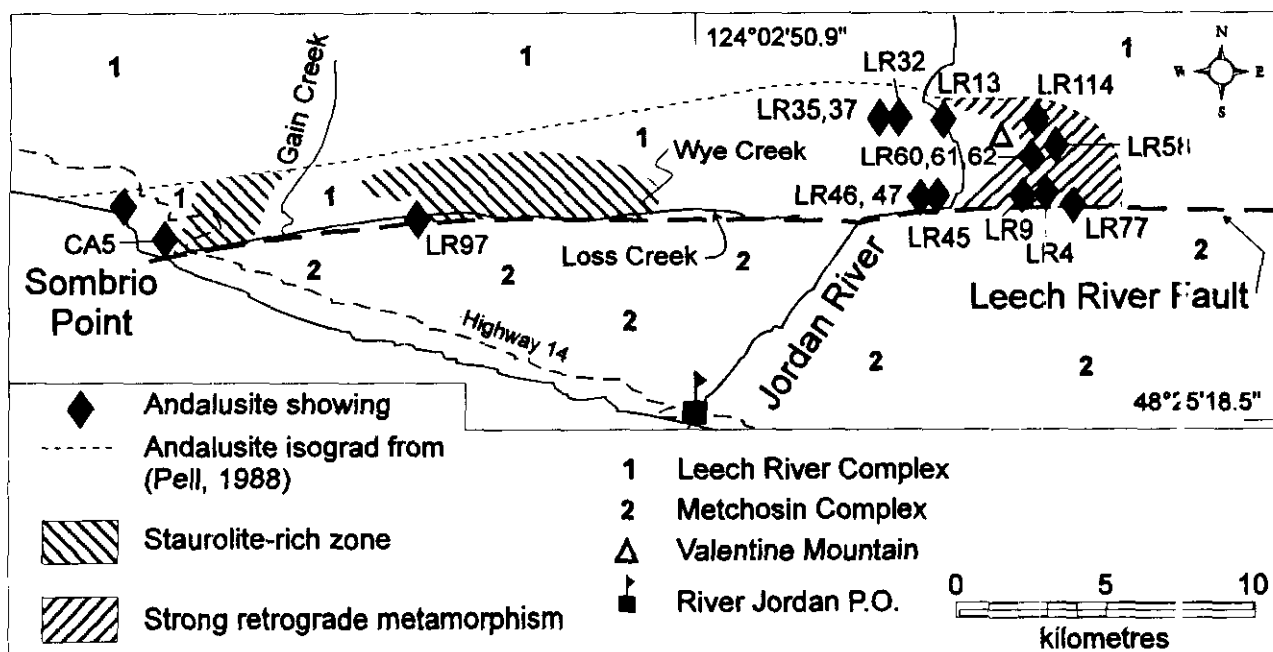 124°02'50.9"
1
1
1
N
W
E
S
Gain Creek
LR32
LR13
LR114
LR35,37
1
Wye Creek
LR60,61,62
LR58
1
1
LR46, 47
CA5
LR97
LR45
LR9
LR4
LR77
Loss Creek
2
2
2
2
Sombrio
Point
Leech River Fault
Highway 14
2
Jordan River
2
2
48°25'18.5"
Andalusite showing
Andalusite isograd from
(Pell, 1988)
Staurolite-rich zone
Strong retrograde metamorphism
1 Leech River Complex
2 Metchosin Complex
Valentine Mountain
River Jordan P.O.
0 5 10
kilometres